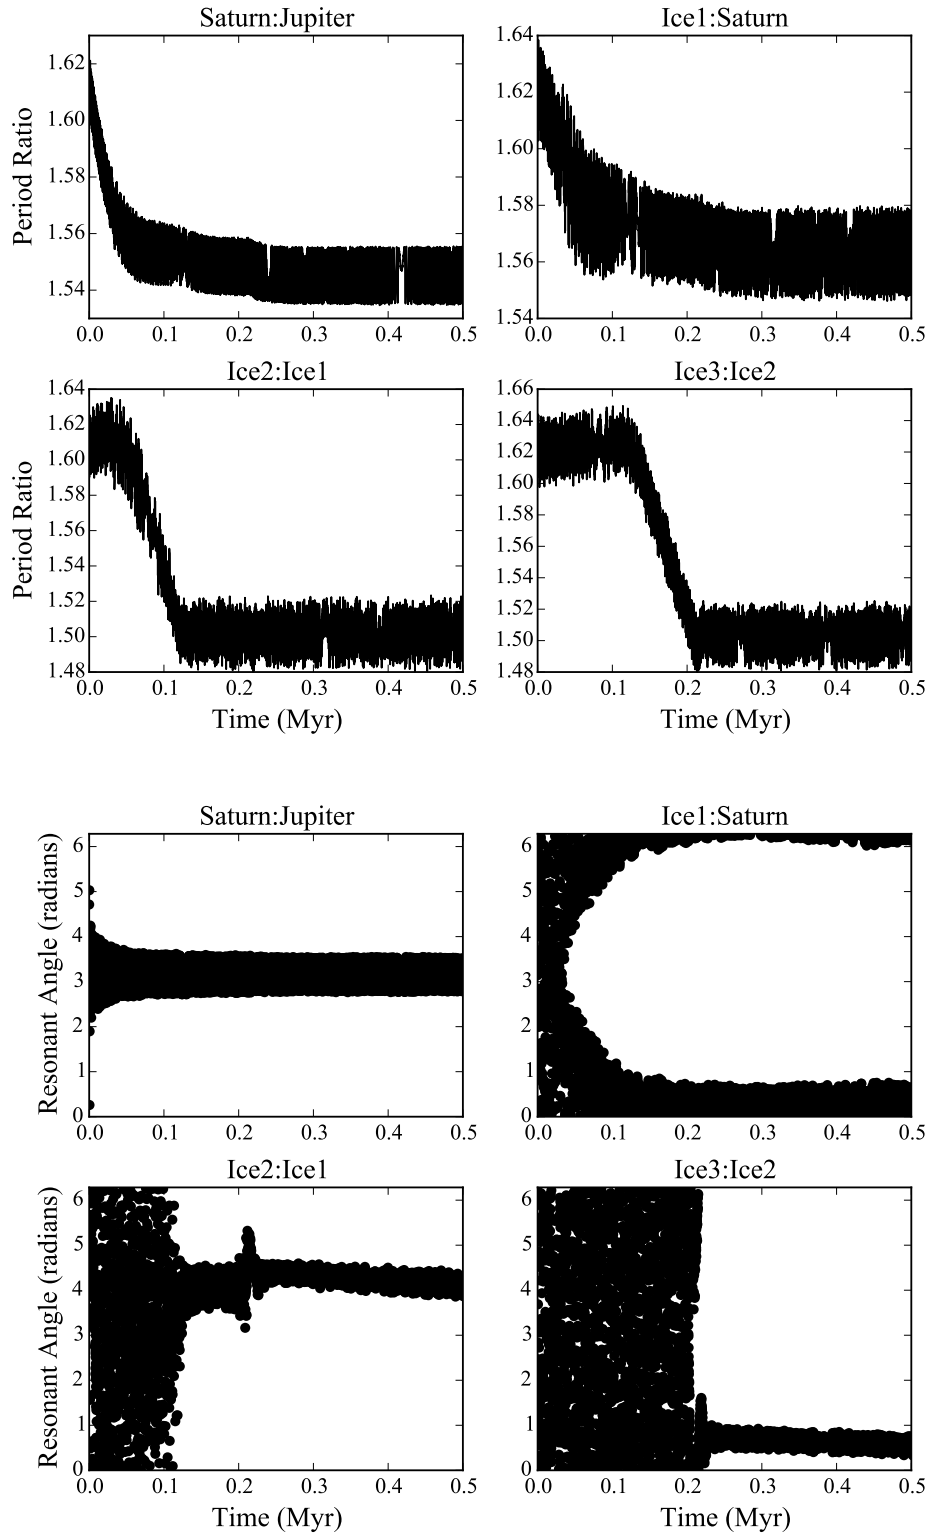 Saturn:Jupiter Ice1:Saturn
Period Ratio
1.62
1.60
1.58
1.56
1.54
0.0 0.1 0.2 0.3 0.4 0.5
1.64
1.62
1.60
1.58
1.56
1.54
0.0 0.1 0.2 0.3 0.4 0.5
Ice2:Ice1 Ice3:Ice2
Period Ratio
1.64
1.62
1.60
1.58
1.56
1.54
1.52
1.50
1.48
0.0 0.1 0.2 0.3 0.4 0.5
Time (Myr)
1.66
1.64
1.62
1.60
1.58
1.56
1.54
1.52
1.50
1.48
0.0 0.1 0.2 0.3 0.4 0.5
Time (Myr)
Saturn:Jupiter Ice1:Saturn
Resonant Angle (radians)
6
5
4
3
2
1
0
0.0 0.1 0.2 0.3 0.4 0.5
6
5
4
3
2
1
0
0.0 0.1 0.2 0.3 0.4 0.5
Ice2:Ice1 Ice3:Ice2
Resonant Angle (radians)
6
5
4
3
2
1
0
0.0 0.1 0.2 0.3 0.4 0.5
Time (Myr)
6
5
4
3
2
1
0
0.0 0.1 0.2 0.3 0.4 0.5
Time (Myr)